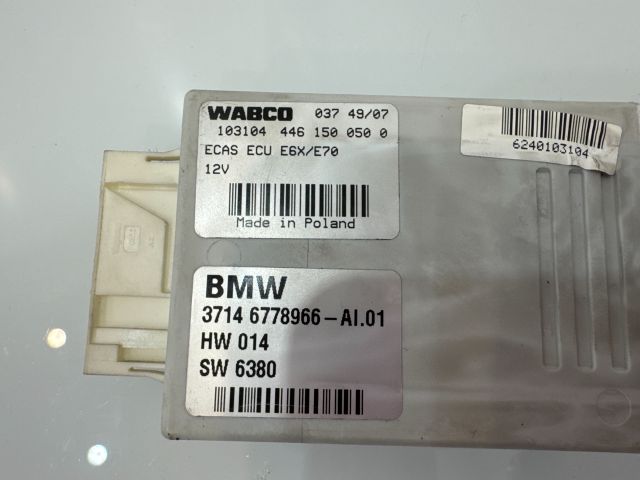 WABCO 037 49/07
103104 446 150 050 0
ECAS ECU E6X/E70
12V
Made in Poland
6240103104
BMW
3714 6778966-AI.01
HW 014
SW 6380